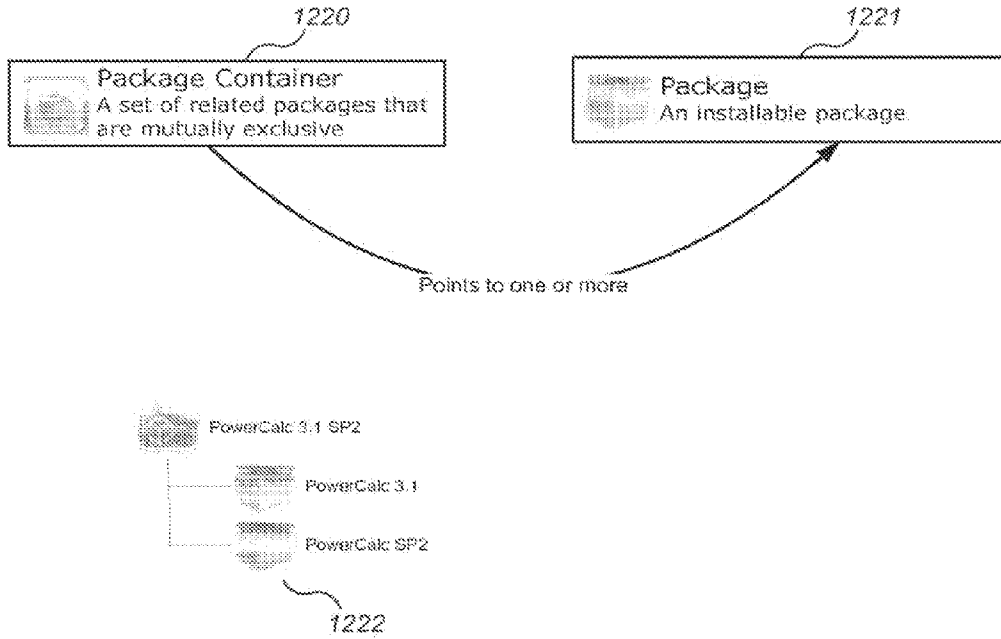 1220
1221
Package Container
A set of related packages that
are mutually exclusive
Package
An installable package
Points to one or more
PowerCalc 3.1 SP2
PowerCalc 3.1
PowerCalc SP2
1222